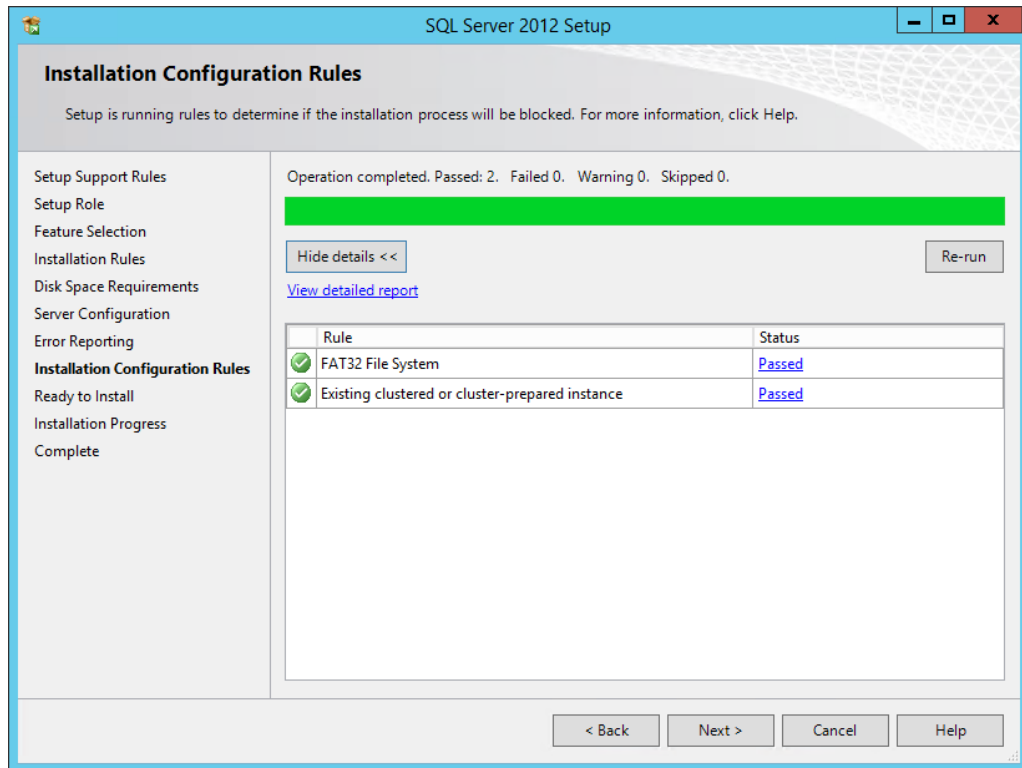 SQL Server 2012 Setup
Installation Configuration Rules
Setup is running rules to determine if the installation process will be blocked. For more information, click Help.
Setup Support Rules
Setup Role
Feature Selection
Installation Rules
Disk Space Requirements
Server Configuration
Error Reporting
Installation Configuration Rules
Ready to Install
Installation Progress
Complete
Operation completed. Passed: 2. Failed 0. Warning 0. Skipped 0.
Hide details <<
Re-run
View detailed report
Rule Status
FAT32 File System Passed
Existing clustered or cluster-prepared instance Passed
< Back Next > Cancel Help